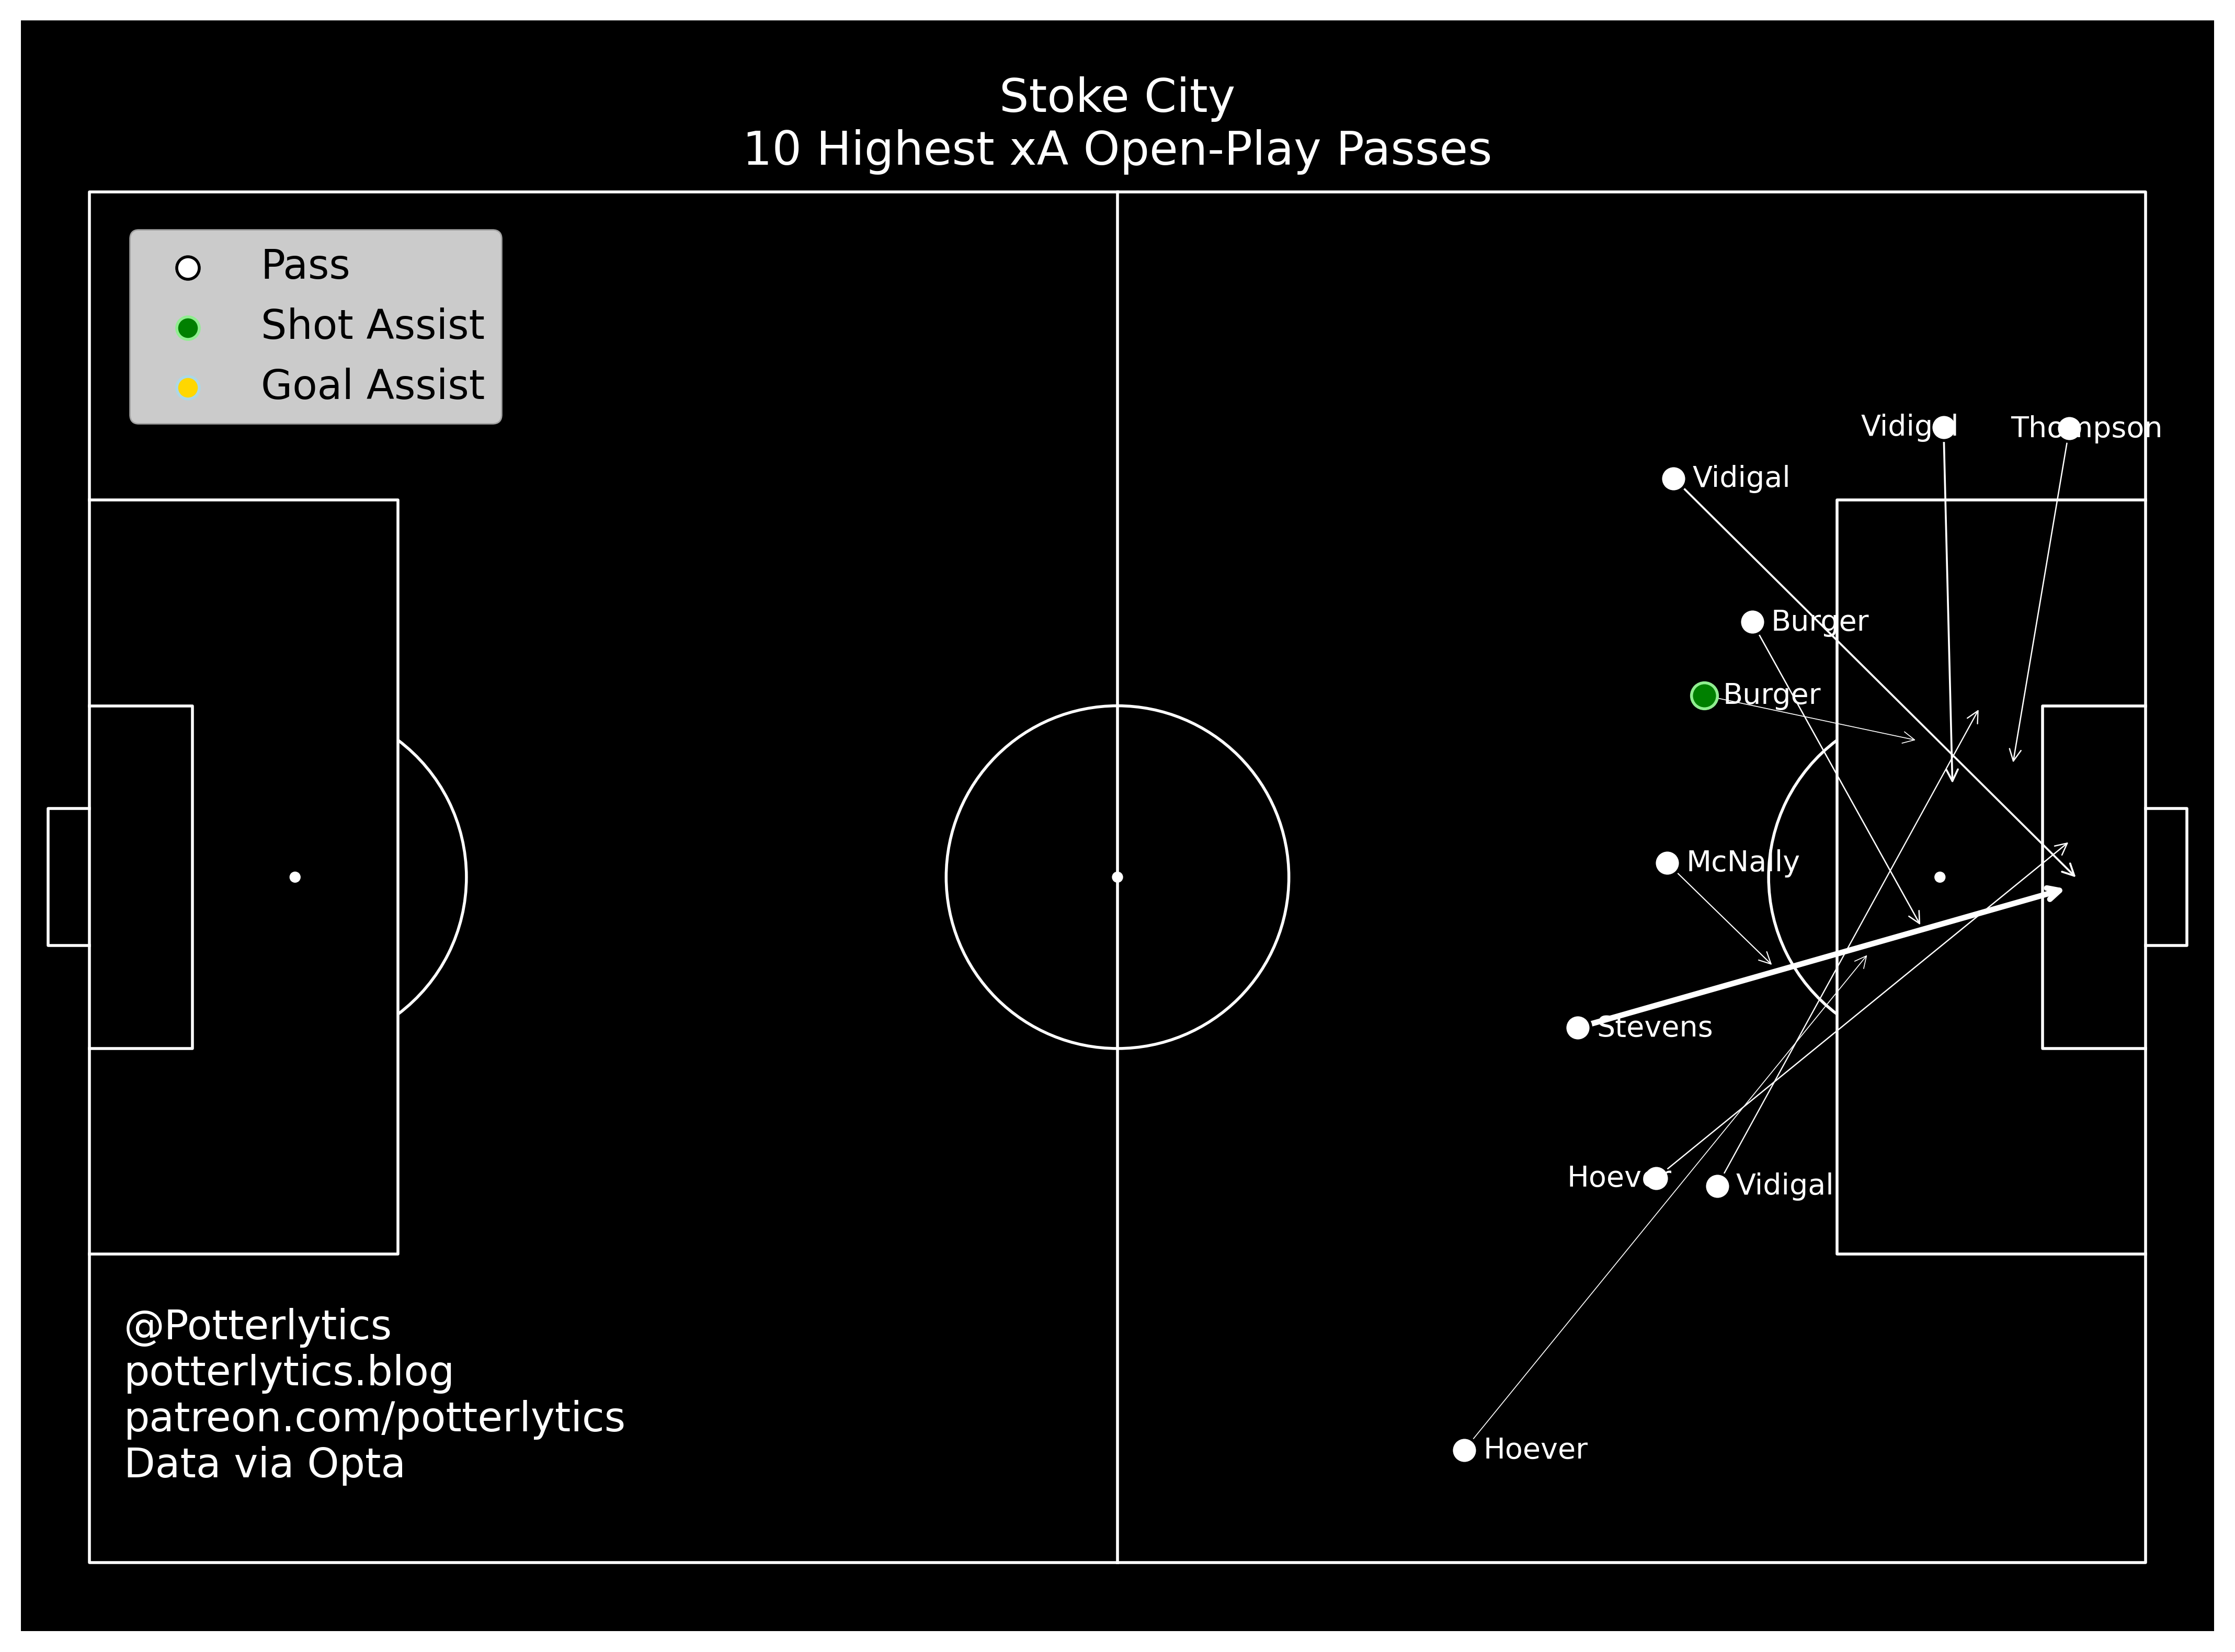 Stoke City
10 Highest xA Open-Play Passes
Pass
Shot Assist
Goal Assist
Vidigal
Thompson
Vidigal
Burger
Burger
McNally
Stevens
Hoever
Vidigal
Hoever
@Potterlytics
potterlytics.blog
patreon.com/potterlytics
Data via Opta